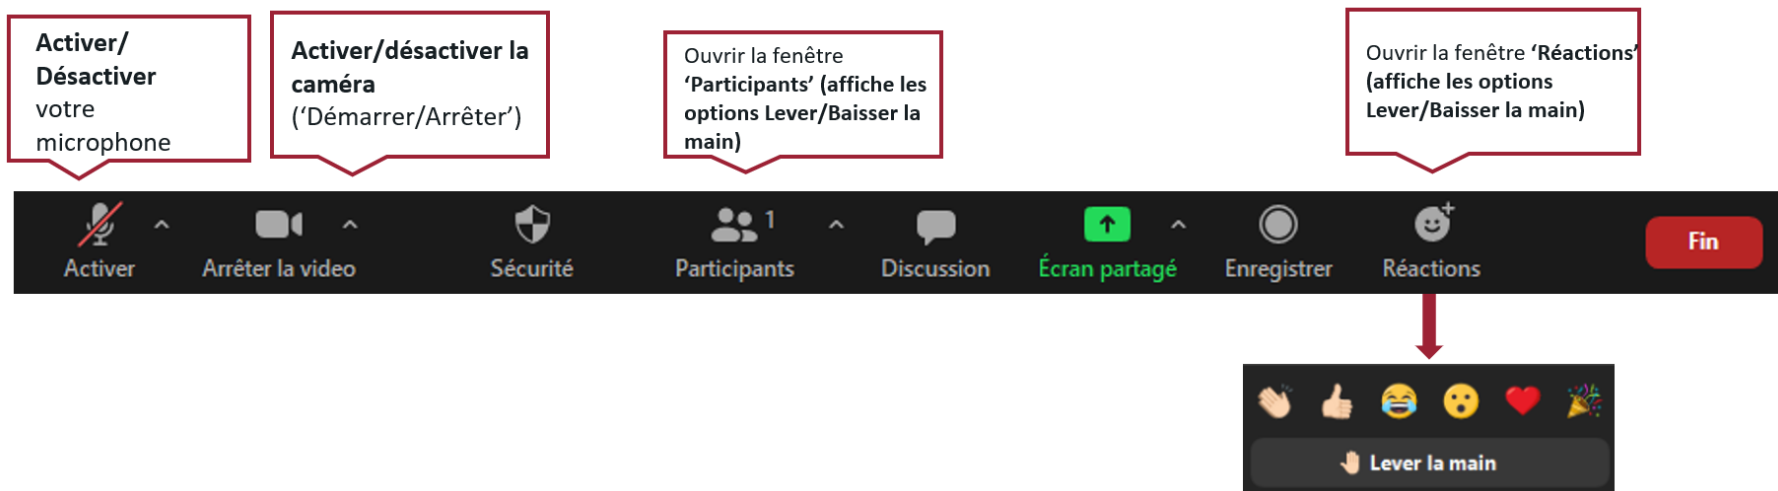 Activer/
Désactiver
votre
microphone
Activer/désactiver la
caméra
(‘Démarrer/Arrêter’)
Ouvrir la fenêtre
‘Participants’ (affiche les
options Lever/Baisser la
main)
Ouvrir la fenêtre ‘Réactions’
(affiche les options
Lever/Baisser la main)
1
Activer
Arrêter la video
Sécurité
Participants
Discussion
Écran partagé
Enregistrer
Réactions
Fin
Lever la main